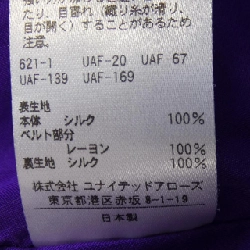 たり、目寄れ（織り糸が滑り、
目が開く）することがあるため
注意。
621-1 UAF-20 UAF 67
UAF-139 UAF-169
表生地
本体 シルク 100%
ベルト部分
レーヨン 100%
裏生地 シルク 100%
株式会社 ユナイテッドアローズ
東京都港区赤坂8-1-19
日本製